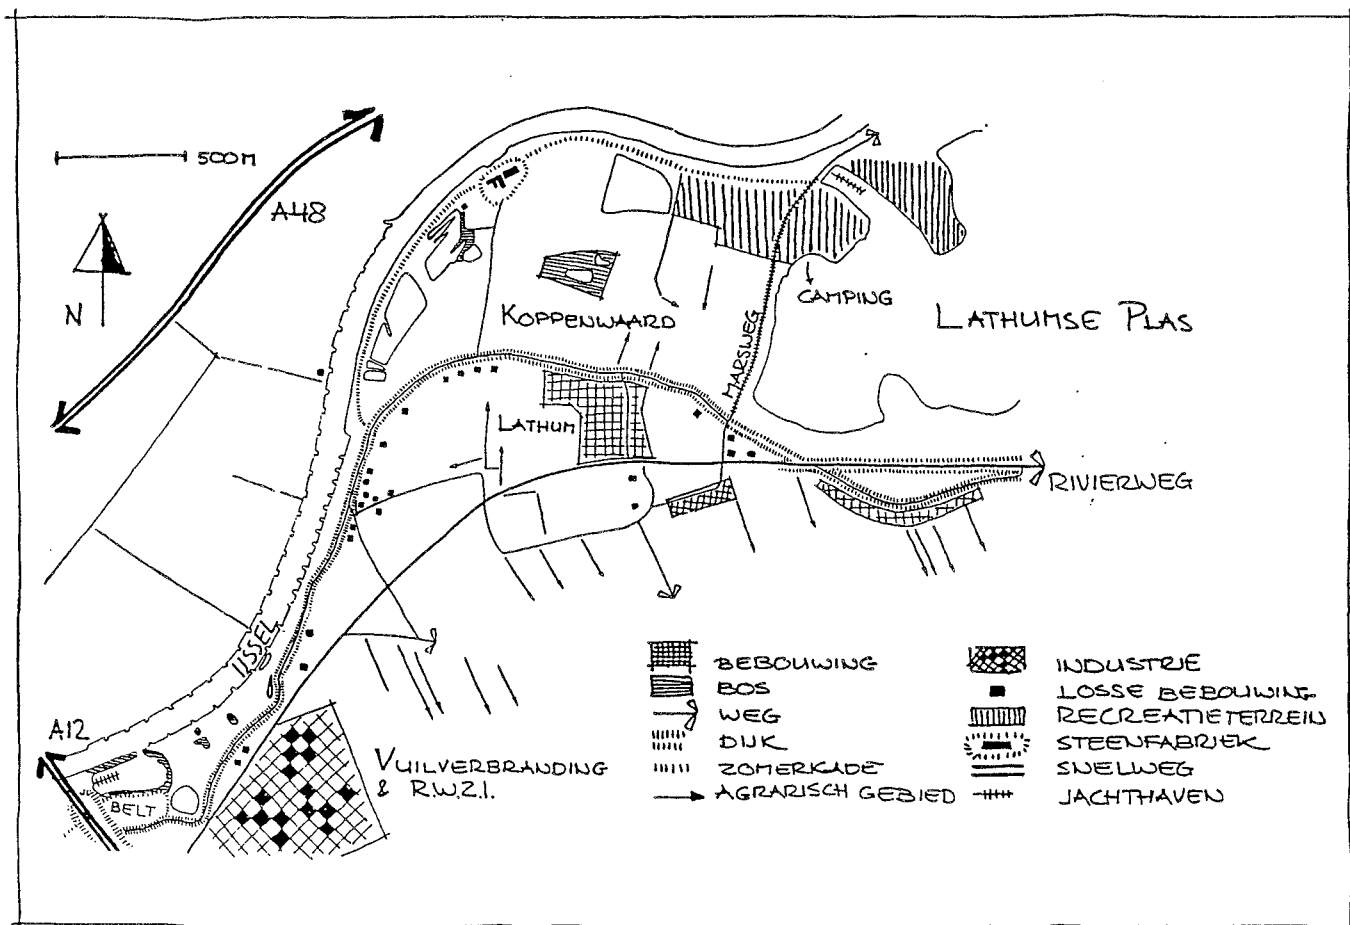 500M
A48
N
KOPPENWAARD
CAMPING
LATHUMSE PLAS
MARSWEG
LATHUM
RIVIERWEG
IJSSEL
A12
BELT
VUILVERBRANDING
& R.W.Z.I.
BEBOUWING
BOS
WEG
DIJK
ZOMERKADE
AGRARISCH GEBIED
INDUSTRIE
LOSSE BEBOUWING
RECREATIETERREIN
STEENFABRIEK
SNELWEG
JACHTHAVEN